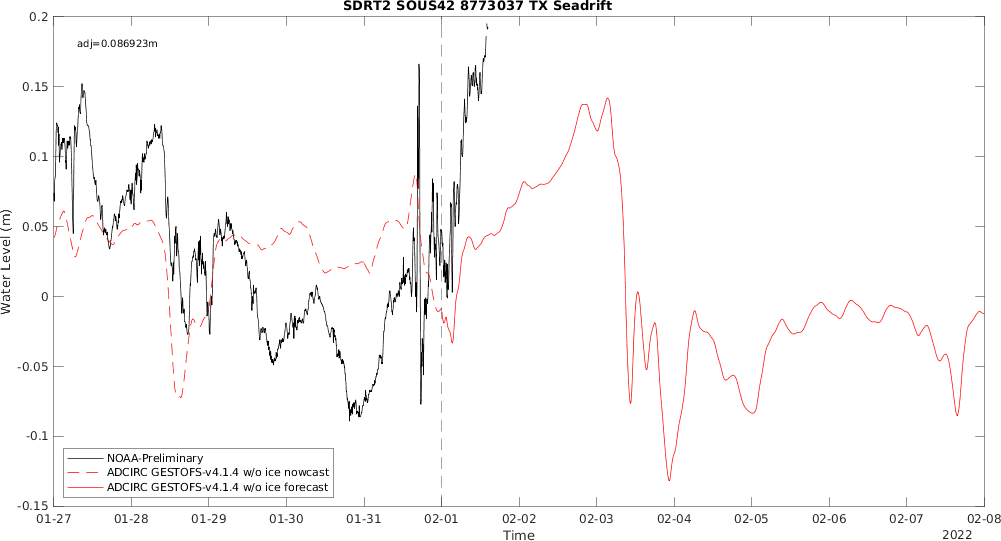 SDRT2 SOUS42 8773037 TX Seadrift
adj=0.086923m
Water Level (m)
0.2
0.15
0.1
0.05
0
-0.05
-0.1
-0.15
NOAA-Preliminary
ADCIRC GESTOFS-v4.1.4 w/o ice nowcast
ADCIRC GESTOFS-v4.1.4 w/o ice forecast
01-27 01-28 01-29 01-30 01-31 02-01 02-02 02-03 02-04 02-05 02-06 02-07 02-08
Time
2022